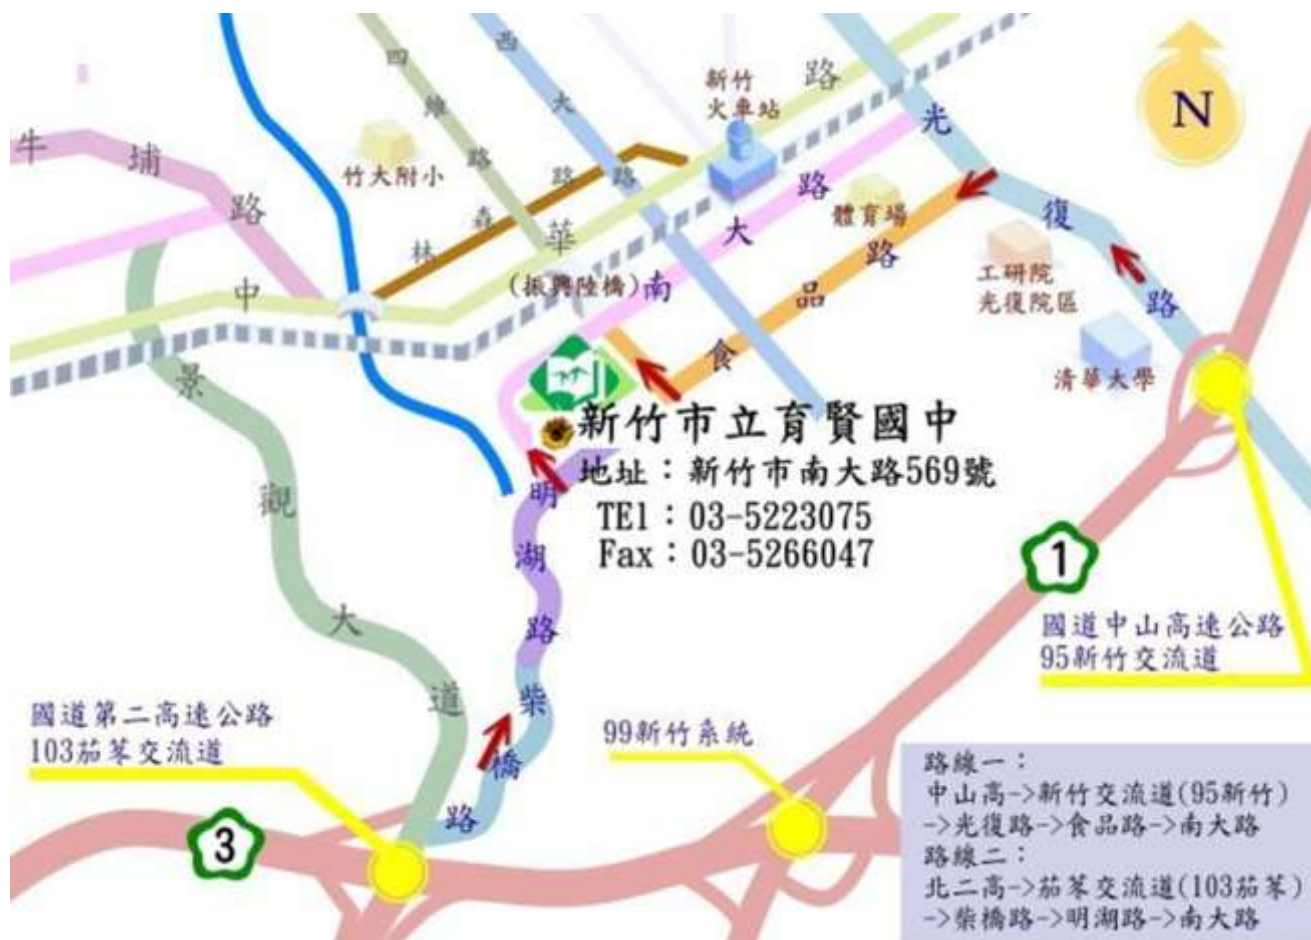 四維路
西大路
新竹
火車站
中華路
光復路
N
牛埔路
竹大附小
林森路
體育場
南大路
食品路
工研院
光復院區
(振興陸橋)
清華大學
景觀大道
新竹市立育賢國中
地址：新竹市南大路569號
TEl：03-5223075
Fax：03-5266047
明湖路
1
國道中山高速公路
95新竹交流道
柴橋路
國道第二高速公路
103茄苳交流道
99新竹系統
3
路線一：
中山高->新竹交流道(95新竹)
->光復路->食品路->南大路
路線二：
北二高->茄苳交流道(103茄苳)
->柴橋路->明湖路->南大路